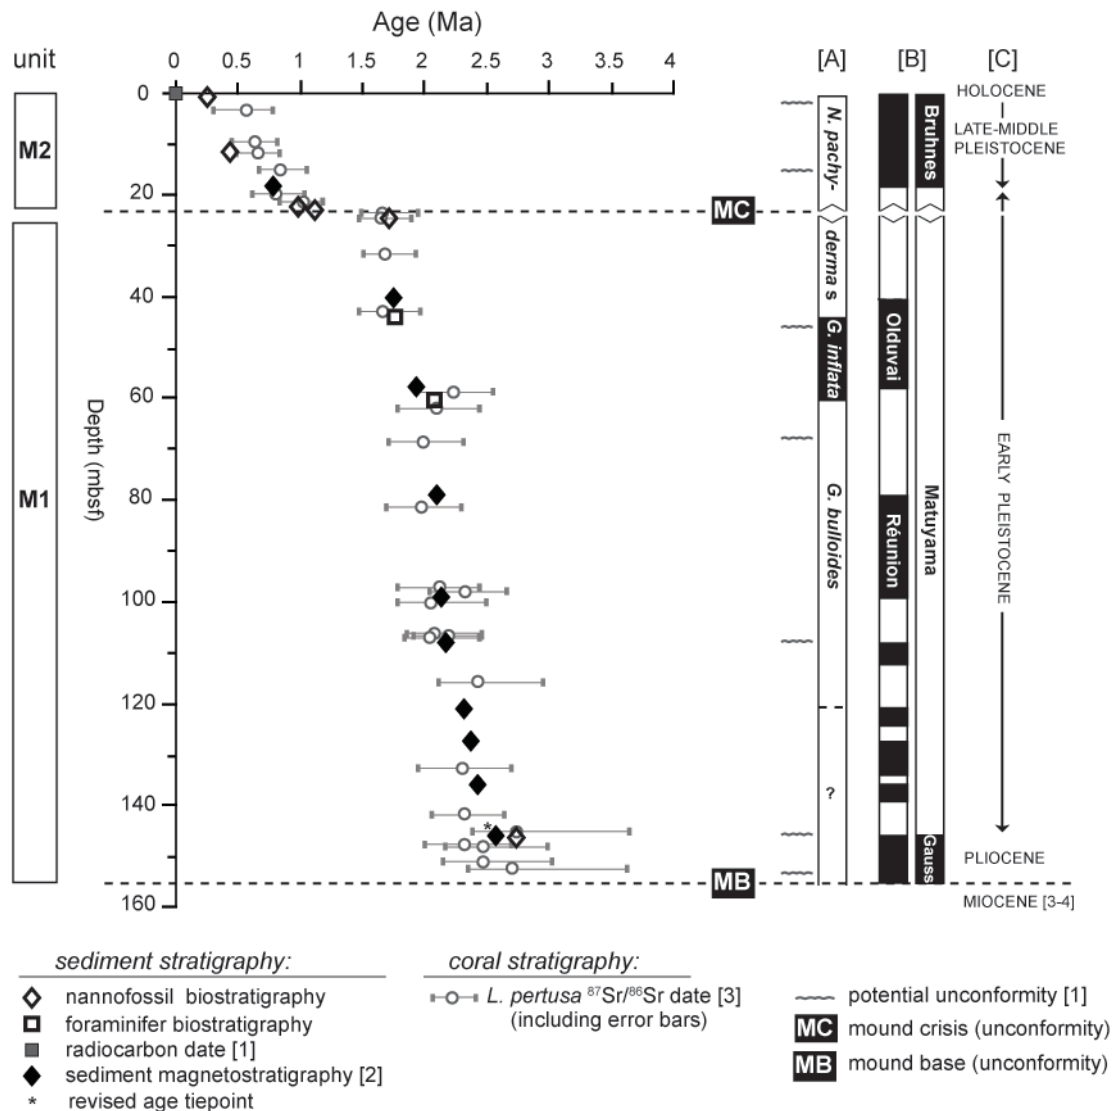 Age (Ma)
unit
0 0.5 1 1.5 2 2.5 3 3.5 4
[A] [B] [C]
M2
M1
Depth (mbsf)
0
20
40
60
80
100
120
140
160
*
MC
MB
N. pachy-
derma s
G. inflata
G. bulloides
?
Olduvai
Réunion
Bruhnes
Matuyama
Gauss
HOLOCENE
LATE-MIDDLE
PLEISTOCENE
EARLY PLEISTOCENE
PLIOCENE
MIOCENE [3-4]
sediment stratigraphy:
nannofossil biostratigraphy
foraminifer biostratigraphy
radiocarbon date [1]
sediment magnetostratigraphy [2]
* revised age tiepoint
coral stratigraphy:
L. pertusa ⁸⁷Sr/⁸⁶Sr date [3]
(including error bars)
potential unconformity [1]
MC mound crisis (unconformity)
MB mound base (unconformity)